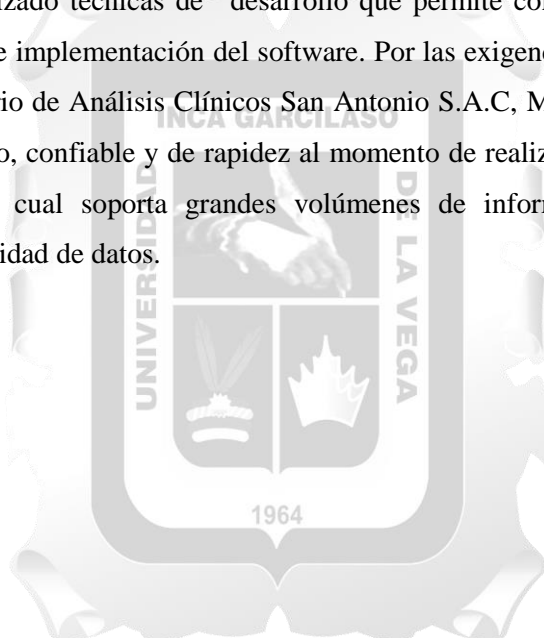 lizado técnicas de desarrollo que permite co
e implementación del software. Por las exigen
rio de Análisis Clínicos San Antonio S.A.C, M
o, confiable y de rapidez al momento de realiz
cual soporta grandes volúmenes de infor
idad de datos.
INCA GARCILASO
UNIVERSIDAD
DE LA VEGA
1964